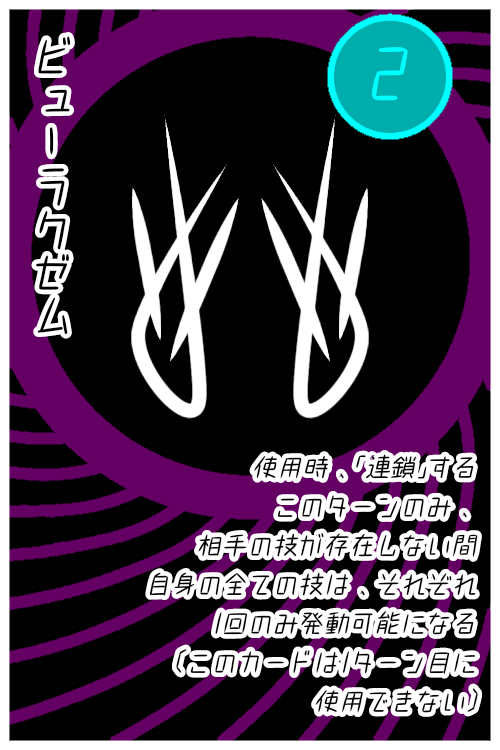 ビューラクゼム
2
使用時、「連鎖」する
このターンのみ、
相手の技が存在しない間
自身の全ての技は、それぞれ
1回のみ発動可能になる
(このカードは1ターン目に
使用できない)